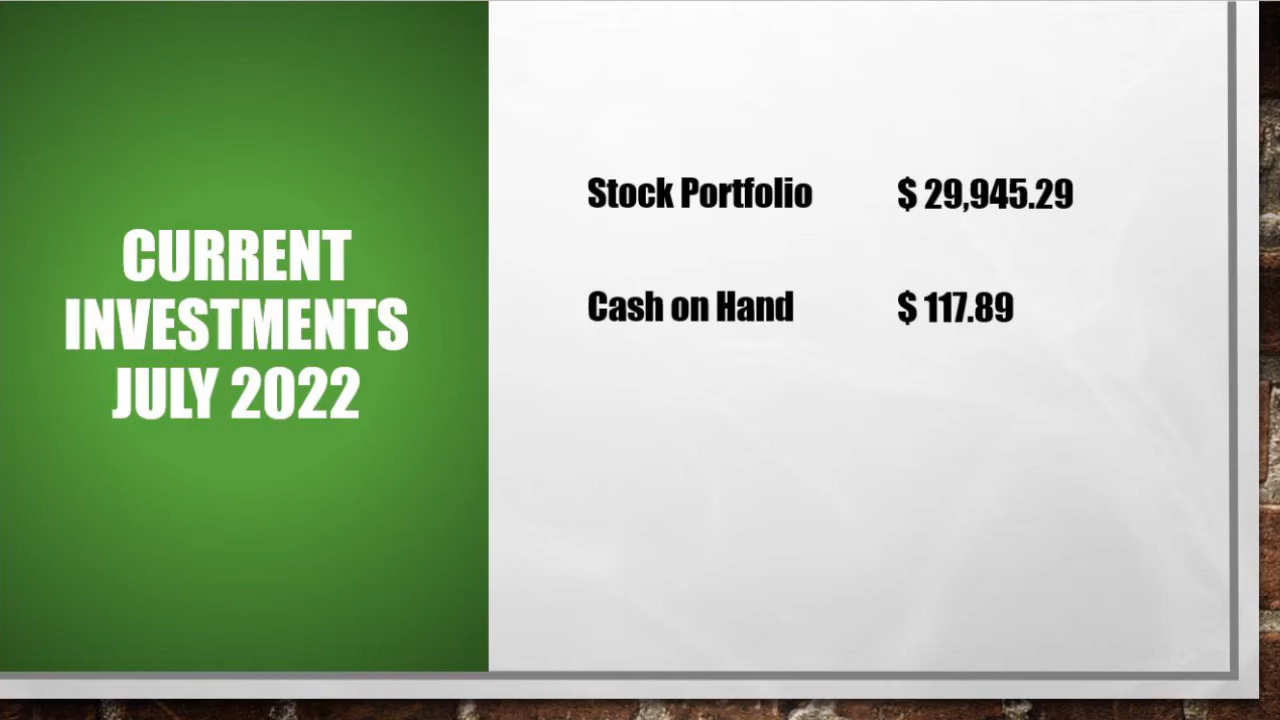 CURRENT
INVESTMENTS
JULY 2022
Stock Portfolio $ 29,945.29
Cash on Hand $ 117.89